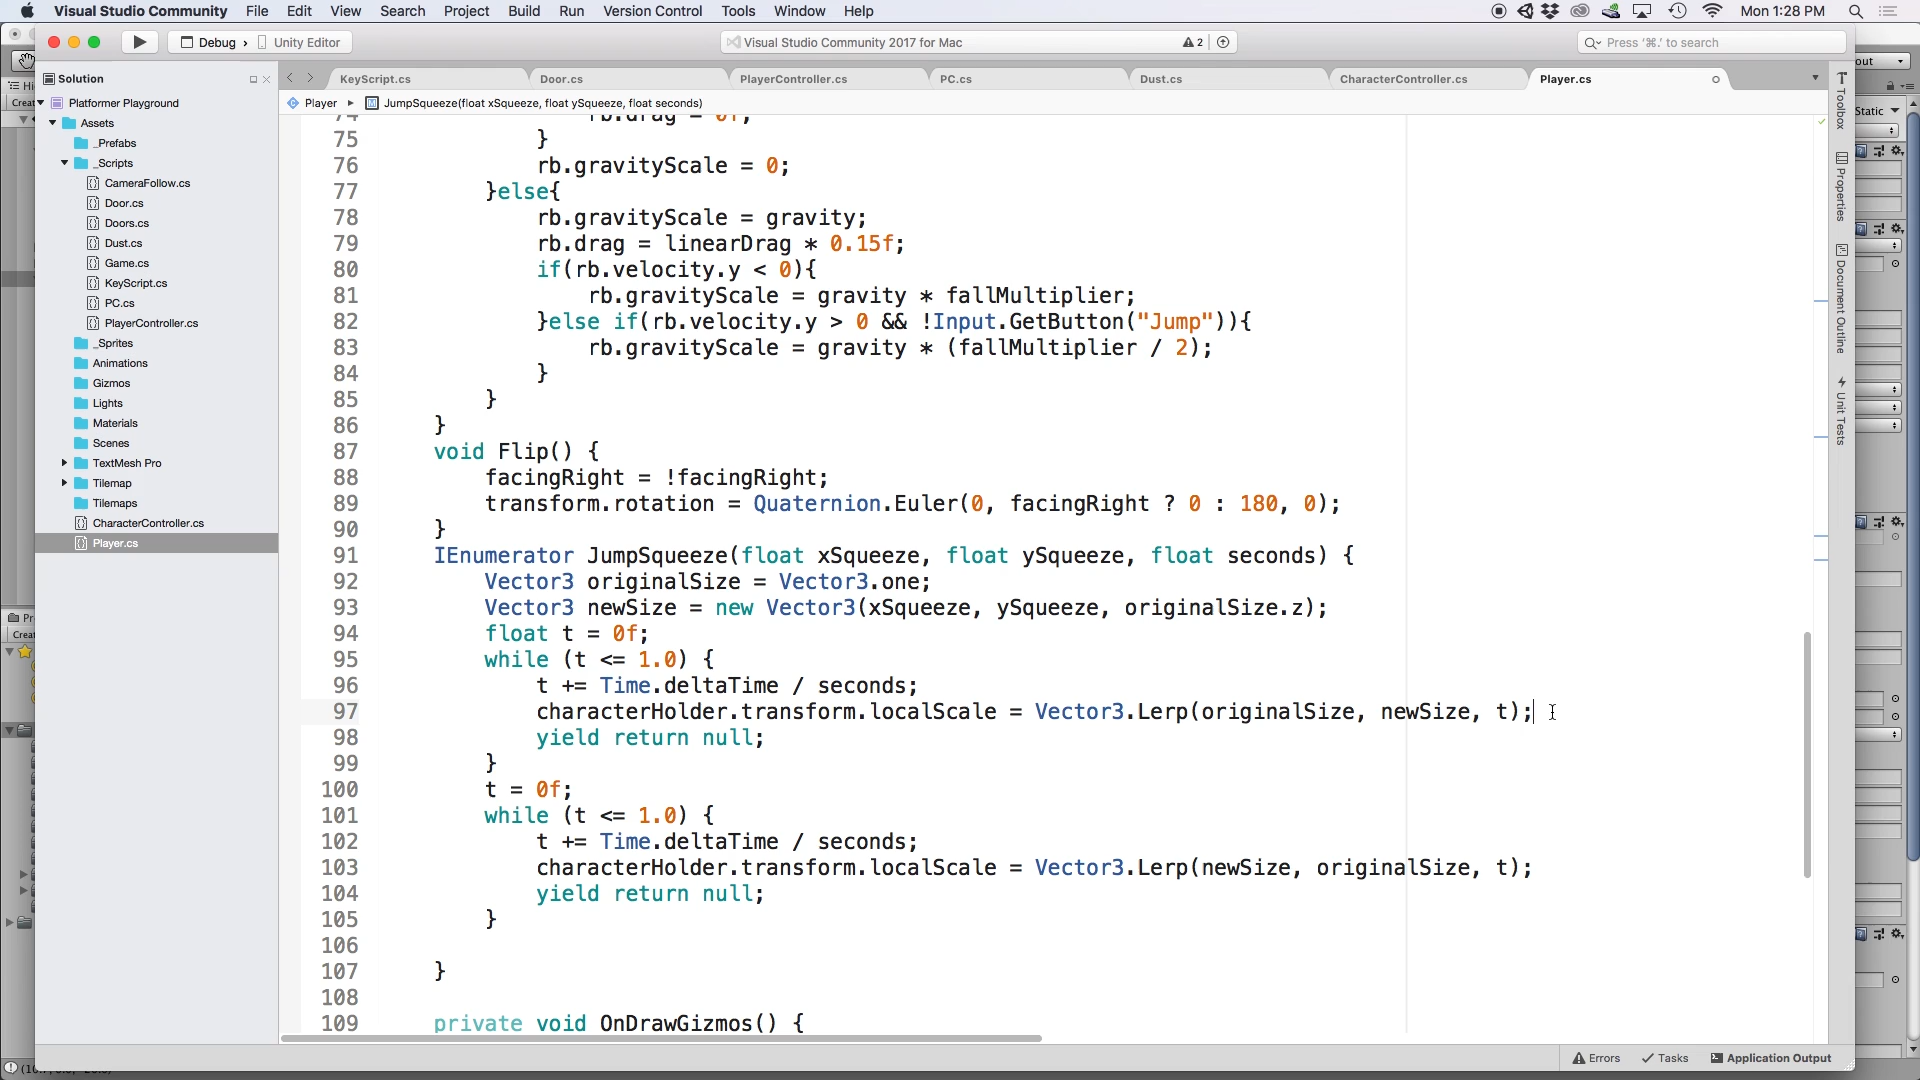 Visual Studio Community File Edit View Search Project Build Run Version Control Tools Window Help Mon 1:28 PM
Debug › Unity Editor
Visual Studio Community 2017 for Mac
2
Press '⌘.' to search
Solution
Platformer Playground
Assets
_Prefabs
_Scripts
CameraFollow.cs
Door.cs
Doors.cs
Dust.cs
Game.cs
KeyScript.cs
PC.cs
PlayerController.cs
_Sprites
Animations
Gizmos
Lights
Materials
Scenes
TextMesh Pro
Tilemap
Tilemaps
CharacterController.cs
Player.cs
KeyScript.cs Door.cs PlayerController.cs PC.cs Dust.cs CharacterController.cs Player.cs
Player JumpSqueeze(float xSqueeze, float ySqueeze, float seconds)
74 rb.drag = 0f;
75 }
76 rb.gravityScale = 0;
77 }else{
78 rb.gravityScale = gravity;
79 rb.drag = linearDrag * 0.15f;
80 if(rb.velocity.y < 0){
81 rb.gravityScale = gravity * fallMultiplier;
82 }else if(rb.velocity.y > 0 && !Input.GetButton("Jump")){
83 rb.gravityScale = gravity * (fallMultiplier / 2);
84 }
85 }
86 }
87 void Flip() {
88 facingRight = !facingRight;
89 transform.rotation = Quaternion.Euler(0, facingRight ? 0 : 180, 0);
90 }
91 IEnumerator JumpSqueeze(float xSqueeze, float ySqueeze, float seconds) {
92 Vector3 originalSize = Vector3.one;
93 Vector3 newSize = new Vector3(xSqueeze, ySqueeze, originalSize.z);
94 float t = 0f;
95 while (t <= 1.0) {
96 t += Time.deltaTime / seconds;
97 characterHolder.transform.localScale = Vector3.Lerp(originalSize, newSize, t);
98 yield return null;
99 }
100 t = 0f;
101 while (t <= 1.0) {
102 t += Time.deltaTime / seconds;
103 characterHolder.transform.localScale = Vector3.Lerp(newSize, originalSize, t);
104 yield return null;
105 }
106
107 }
108
109 private void OnDrawGizmos() {
Toolbox
Properties
Document Outline
Unit Tests
Errors Tasks Application Output
out
Static
Hi
Creat
Pr
Creat